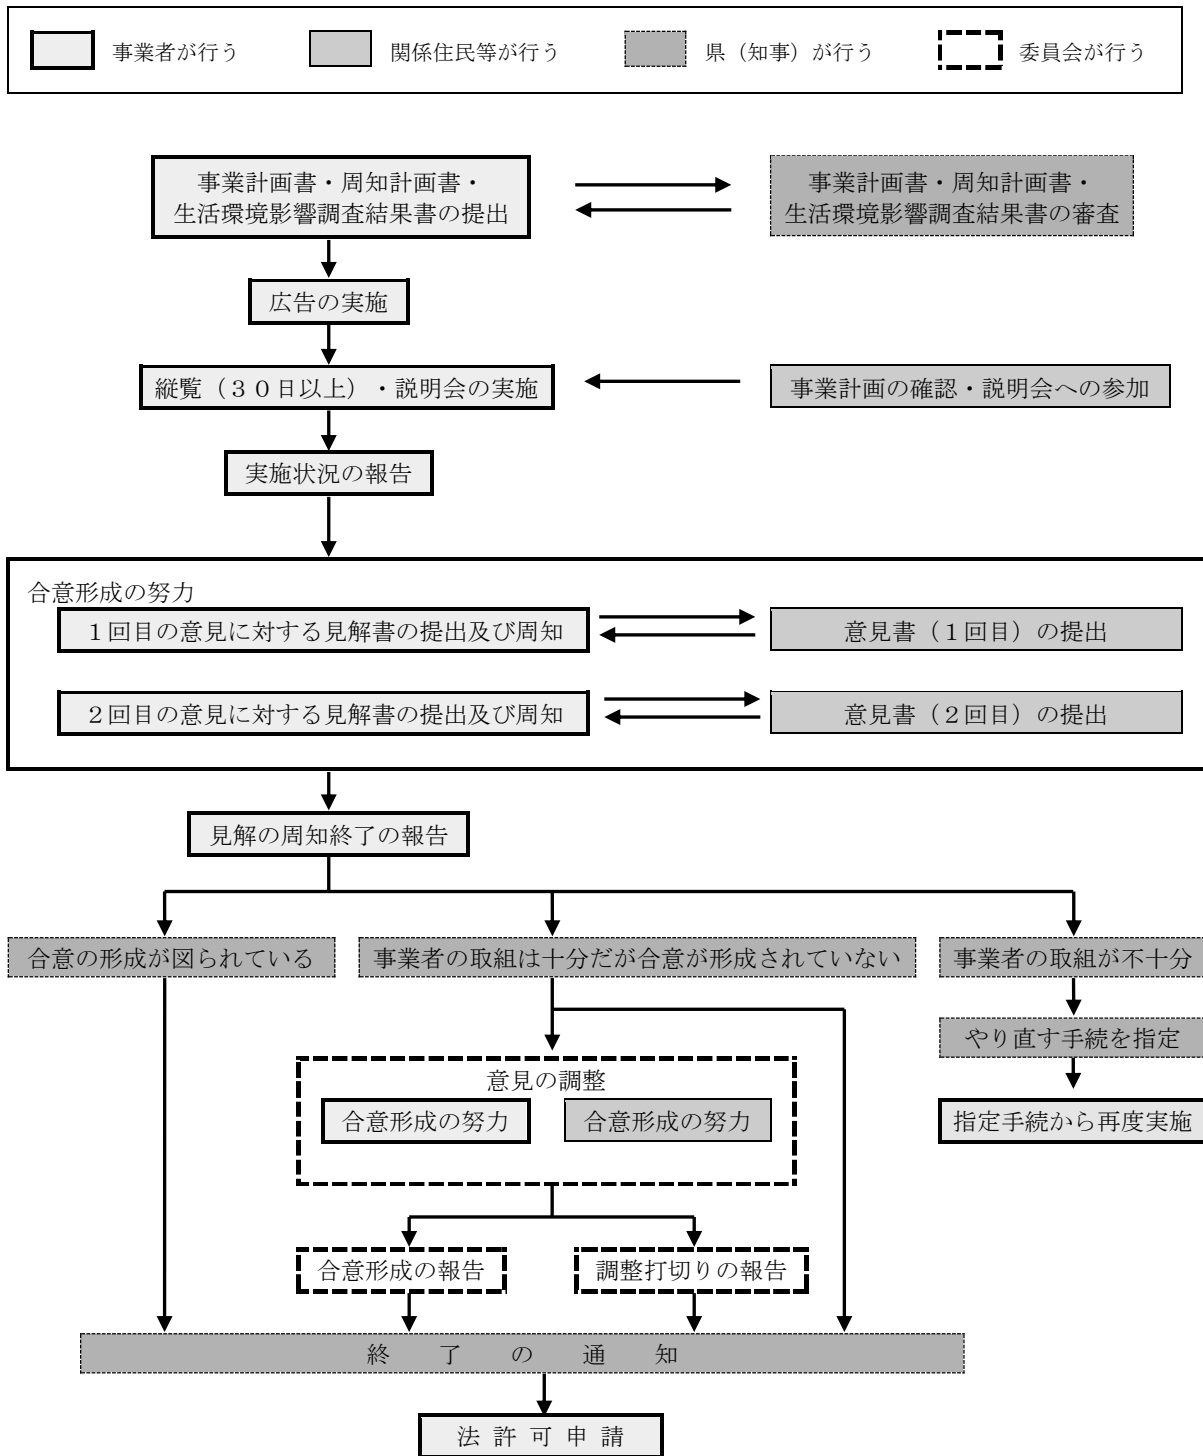 事業者が行う
関係住民等が行う
県（知事）が行う
委員会が行う
事業計画書・周知計画書・
生活環境影響調査結果書の提出
事業計画書・周知計画書・
生活環境影響調査結果書の審査
広告の実施
縦覧（３０日以上）・説明会の実施
事業計画の確認・説明会への参加
実施状況の報告
合意形成の努力
１回目の意見に対する見解書の提出及び周知
意見書（１回目）の提出
２回目の意見に対する見解書の提出及び周知
意見書（２回目）の提出
見解の周知終了の報告
合意の形成が図られている
事業者の取組は十分だが合意が形成されていない
事業者の取組が不十分
やり直す手続を指定
意見の調整
合意形成の努力
合意形成の努力
指定手続から再度実施
合意形成の報告
調整打切りの報告
終　了　の　通　知
法 許 可 申 請